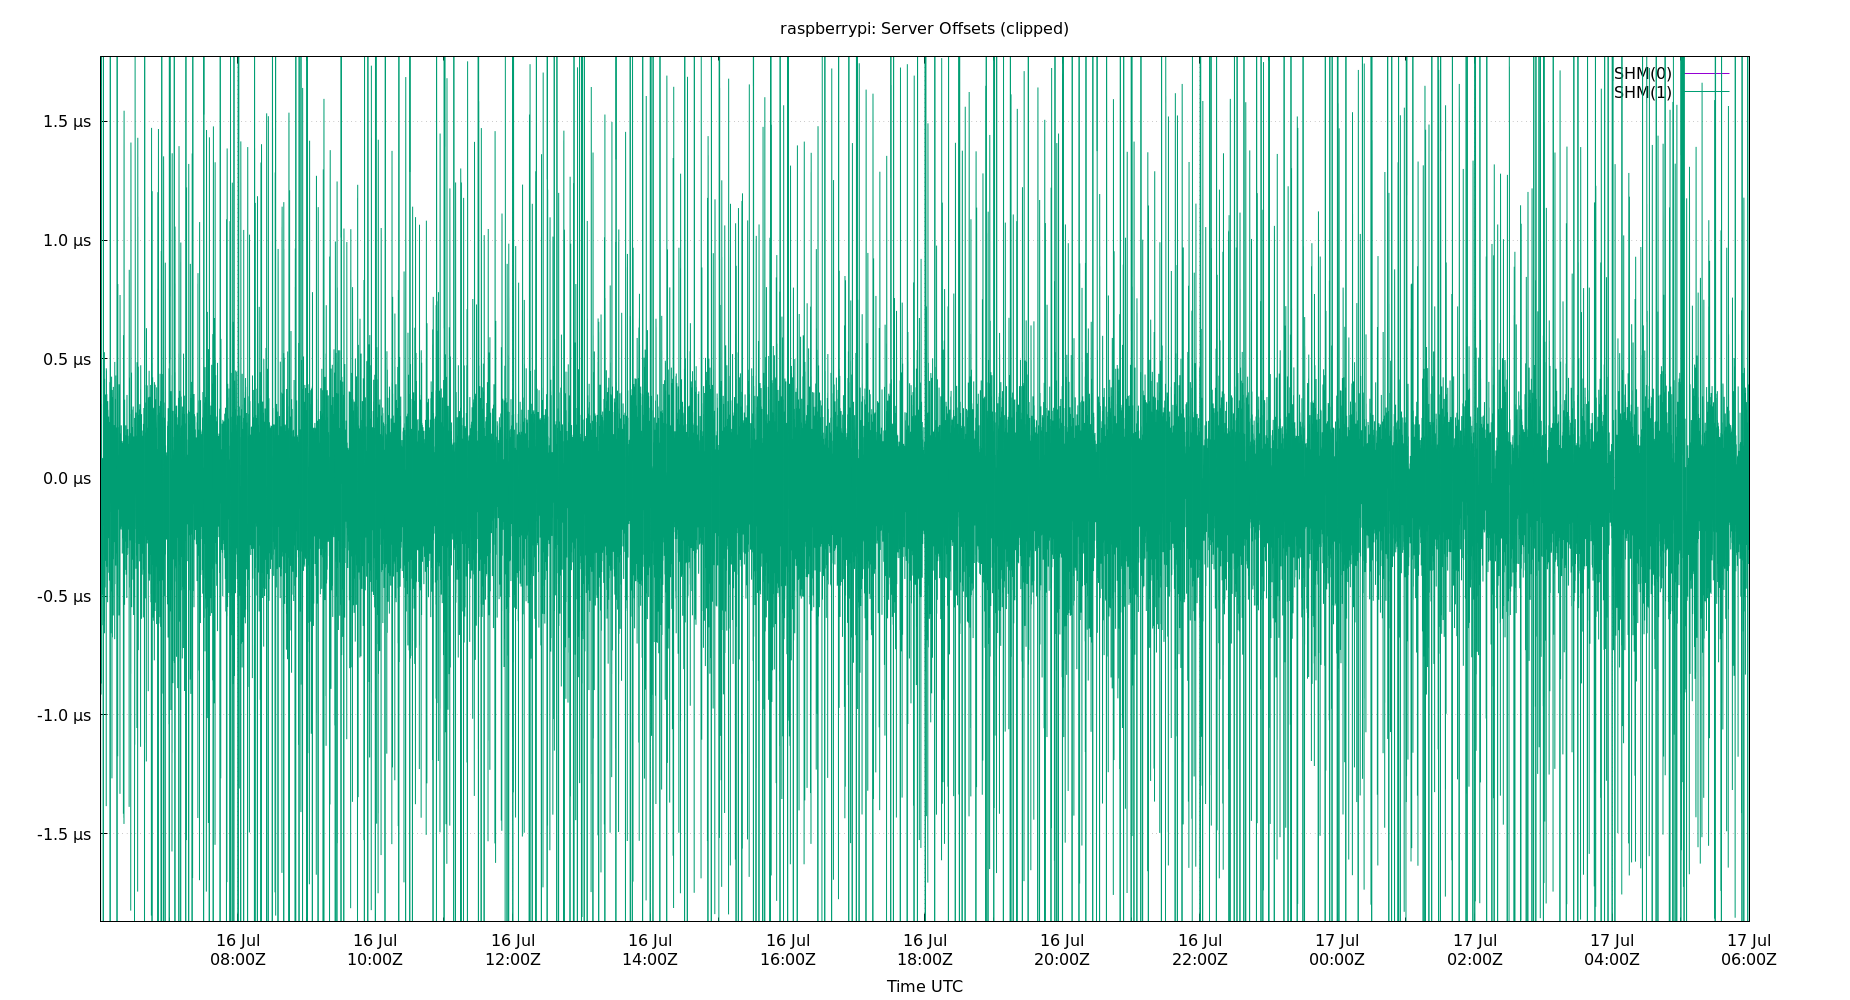 raspberrypi: Server Offsets (clipped)
SHM(0)
SHM(1)
1.5 µs
1.0 µs
0.5 µs
0.0 µs
-0.5 µs
-1.0 µs
-1.5 µs
16 Jul 16 Jul 16 Jul 16 Jul 16 Jul 16 Jul 16 Jul 16 Jul 17 Jul 17 Jul 17 Jul 17 Jul
08:00Z 10:00Z 12:00Z 14:00Z 16:00Z 18:00Z 20:00Z 22:00Z 00:00Z 02:00Z 04:00Z 06:00Z
Time UTC